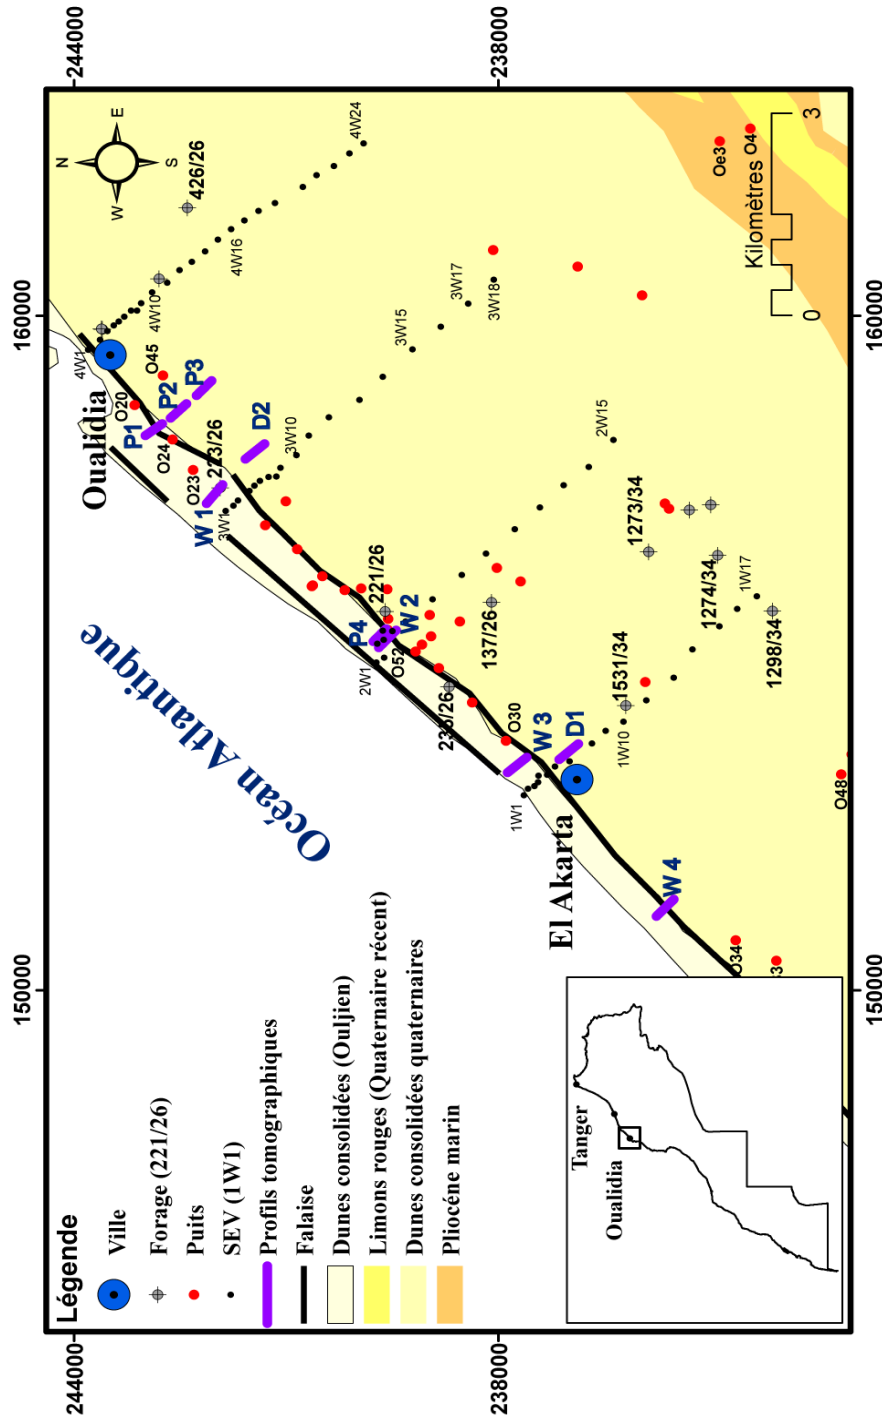 244000
238000
150000
160000
Légende
Ville
Forage (221/26)
Puits
SEV (1W1)
Profils tomographiques
Falaise
Dunes consolidées (Ouljien)
Limons rouges (Quaternaire récent)
Dunes consolidées quaternaires
Pliocéne marin
Océan Atlantique
Oualidia
El Akarta
N
E
S
W
426/26
4W1
4W10
4W16
4W24
O20
O45
P1
P2
P3
O24
O23
223/26
W 1
3W1
D2
3W10
3W15
3W17
3W18
2W15
P4
221/26
W 2
2W1
O52
137/26
235/26
O30
W 3
D1
1W1
1W10
1531/34
1273/34
1274/34
1W17
1298/34
W 4
O34
O48
Oe3
O4
Kilomètres
0
3
Tanger
Oualidia
150000
160000
244000
238000